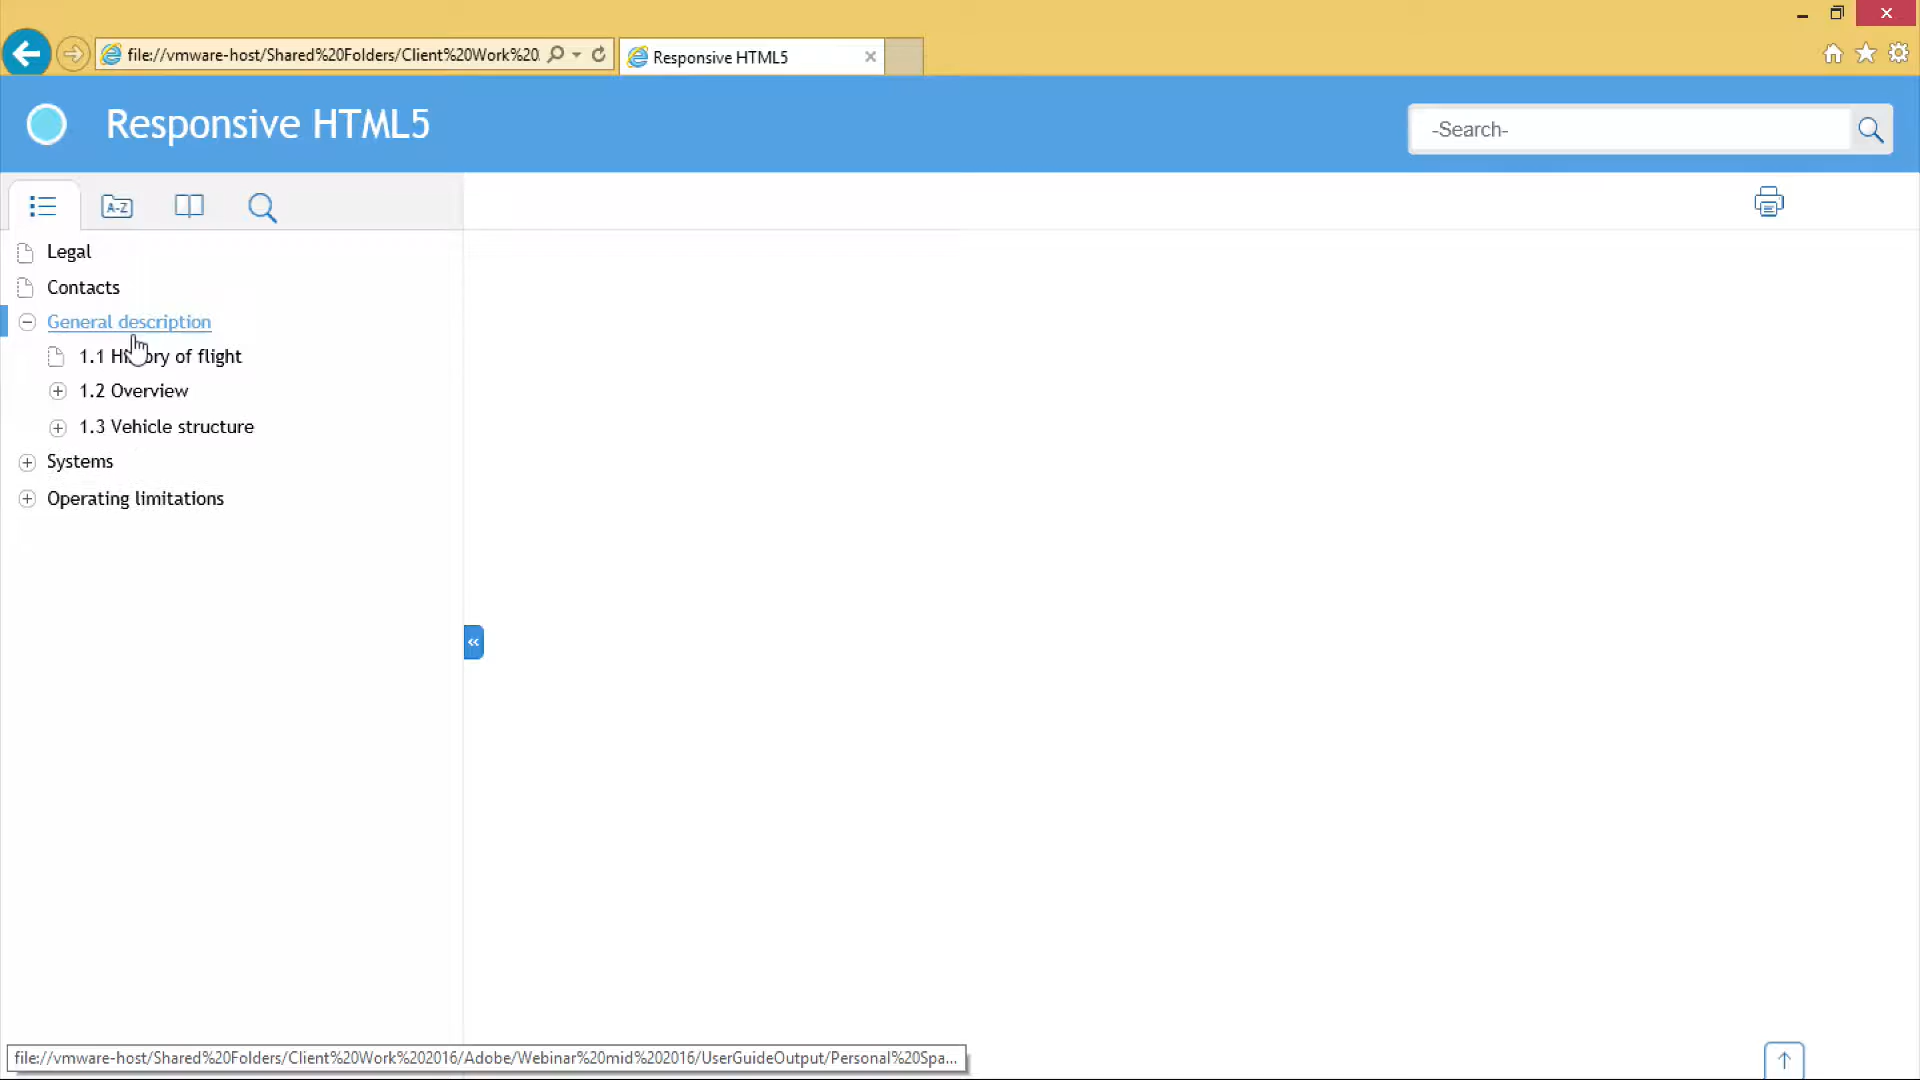 file://vmware-host/Shared%20Folders/Client%20Work%20.
Responsive HTML5
Responsive HTML5
-Search-
A-Z
Legal
Contacts
General description
1.1 History of flight
1.2 Overview
1.3 Vehicle structure
Systems
Operating limitations
file://vmware-host/Shared%20Folders/Client%20Work%202016/Adobe/Webinar%20mid%202016/UserGuideOutput/Personal%20Spa...